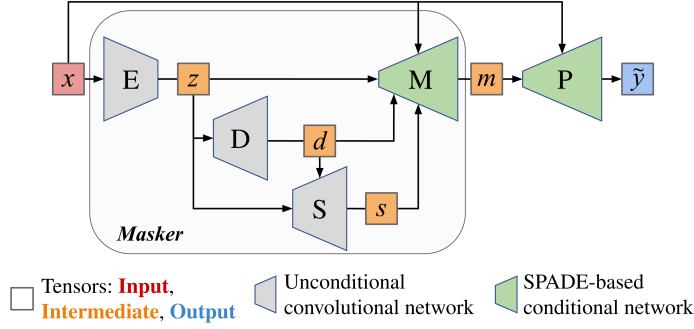 x
E
z
M
m
P
ỹ
D
d
S
s
Masker
Tensors: Input,
Intermediate, Output
Unconditional
convolutional network
SPADE-based
conditional network